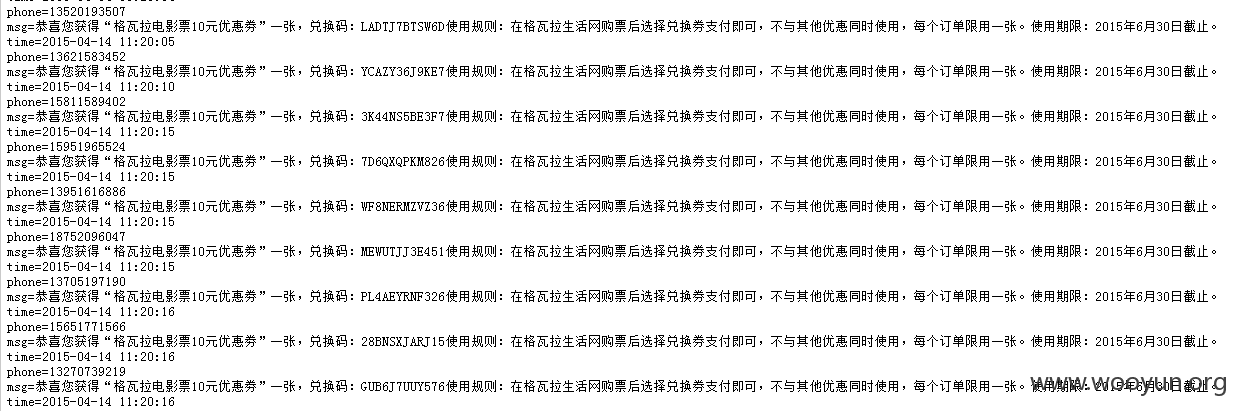 phone=13520193507
msg=恭喜您获得“格瓦拉电影票10元优惠券”一张，兑换码：LADTJ7BTSW6D使用规则：在格瓦拉生活网购票后选择兑换券支付即可，不与其他优惠同时使用，每个订单限用一张。使用期限：2015年6月30日截止。
time=2015-04-14 11:20:05
phone=13621583452
msg=恭喜您获得“格瓦拉电影票10元优惠券”一张，兑换码：YCAZY36J9KE7使用规则：在格瓦拉生活网购票后选择兑换券支付即可，不与其他优惠同时使用，每个订单限用一张。使用期限：2015年6月30日截止。
time=2015-04-14 11:20:10
phone=15811589402
msg=恭喜您获得“格瓦拉电影票10元优惠券”一张，兑换码：3K44NS5BE3F7使用规则：在格瓦拉生活网购票后选择兑换券支付即可，不与其他优惠同时使用，每个订单限用一张。使用期限：2015年6月30日截止。
time=2015-04-14 11:20:15
phone=15951965524
msg=恭喜您获得“格瓦拉电影票10元优惠券”一张，兑换码：7D6QXQPKM826使用规则：在格瓦拉生活网购票后选择兑换券支付即可，不与其他优惠同时使用，每个订单限用一张。使用期限：2015年6月30日截止。
time=2015-04-14 11:20:15
phone=13951616886
msg=恭喜您获得“格瓦拉电影票10元优惠券”一张，兑换码：WF8NERMZVZ36使用规则：在格瓦拉生活网购票后选择兑换券支付即可，不与其他优惠同时使用，每个订单限用一张。使用期限：2015年6月30日截止。
time=2015-04-14 11:20:15
phone=18752096047
msg=恭喜您获得“格瓦拉电影票10元优惠券”一张，兑换码：MEWUTJJ3E451使用规则：在格瓦拉生活网购票后选择兑换券支付即可，不与其他优惠同时使用，每个订单限用一张。使用期限：2015年6月30日截止。
time=2015-04-14 11:20:15
phone=13705197190
msg=恭喜您获得“格瓦拉电影票10元优惠券”一张，兑换码：PL4AEYRNF326使用规则：在格瓦拉生活网购票后选择兑换券支付即可，不与其他优惠同时使用，每个订单限用一张。使用期限：2015年6月30日截止。
time=2015-04-14 11:20:16
phone=15651771566
msg=恭喜您获得“格瓦拉电影票10元优惠券”一张，兑换码：28BNSXJARJ15使用规则：在格瓦拉生活网购票后选择兑换券支付即可，不与其他优惠同时使用，每个订单限用一张。使用期限：2015年6月30日截止。
time=2015-04-14 11:20:16
phone=13270739219
msg=恭喜您获得“格瓦拉电影票10元优惠券”一张，兑换码：GUB6J7UUY576使用规则：在格瓦拉生活网购票后选择兑换券支付即可，不与其他优惠同时使用，每个订单限用一张。使用期限：2015年6月30日截止。
www.wooyun.org
time=2015-04-14 11:20:16